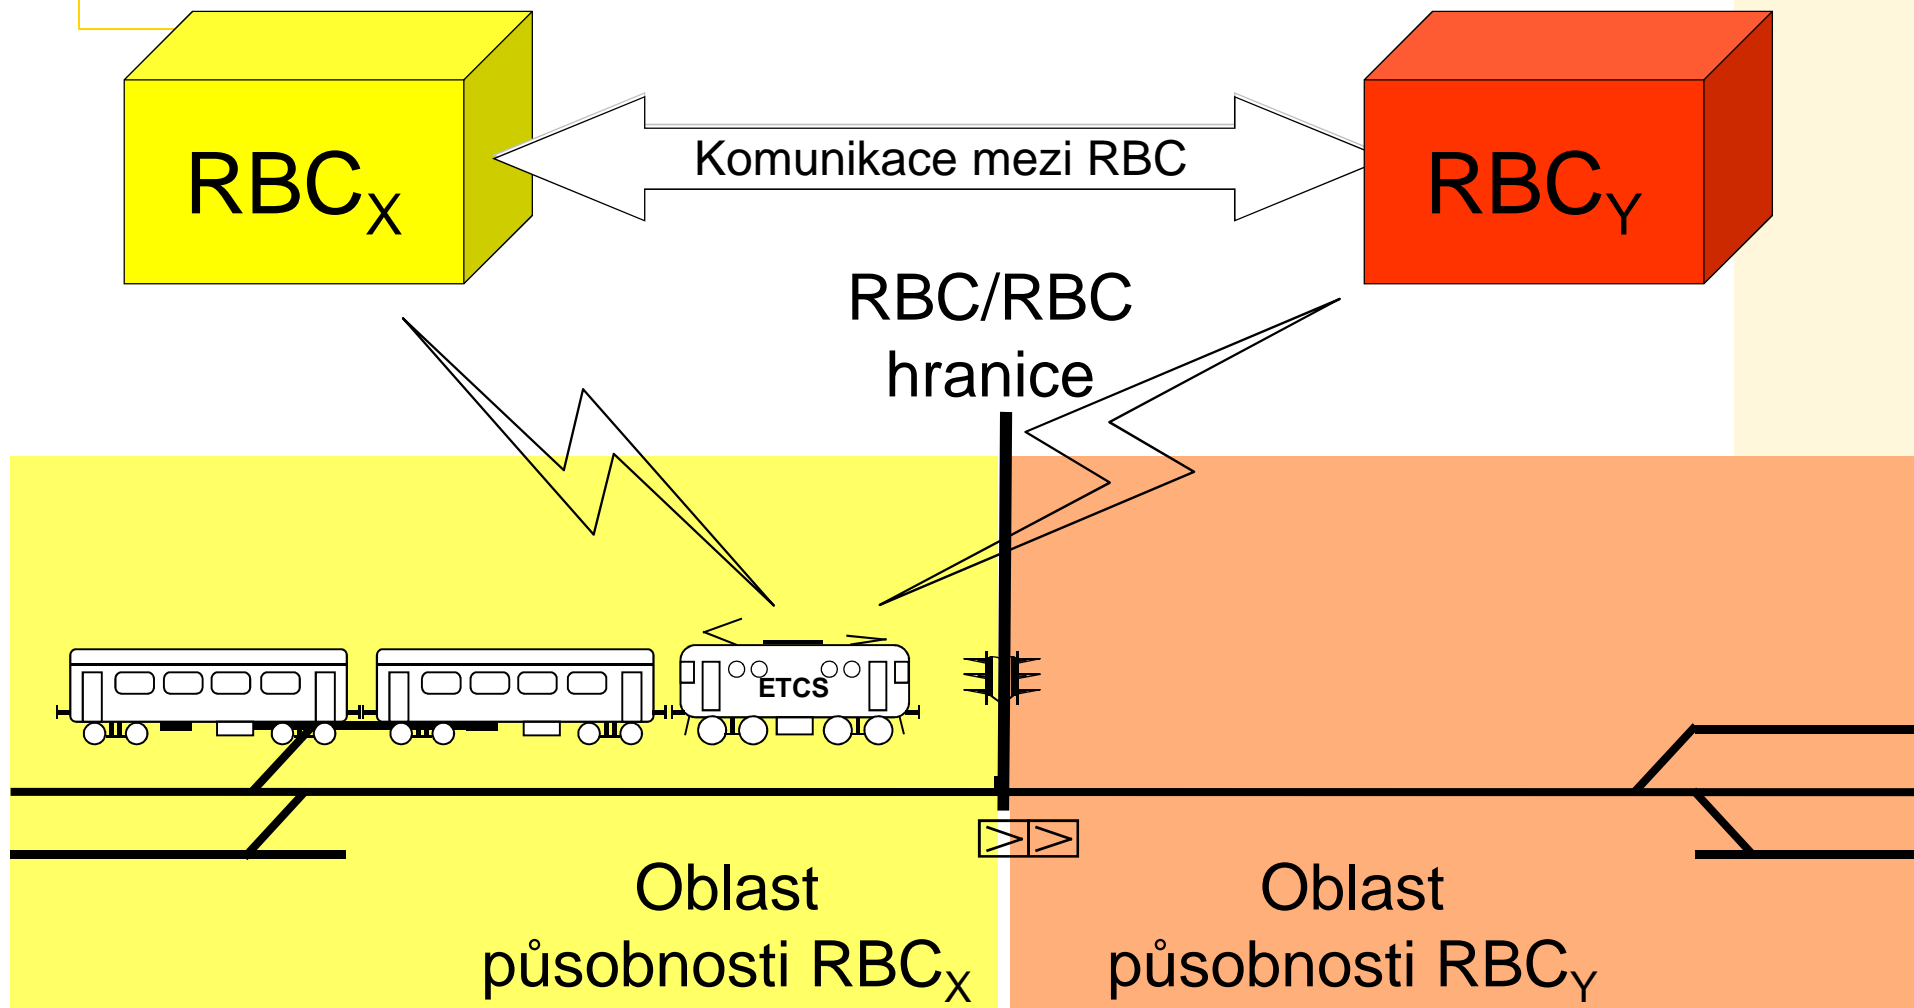 RBCX
Komunikace mezi RBC
RBCY
RBC/RBC
hranice
ETCS
Oblast
působnosti RBCX
Oblast
působnosti RBCY